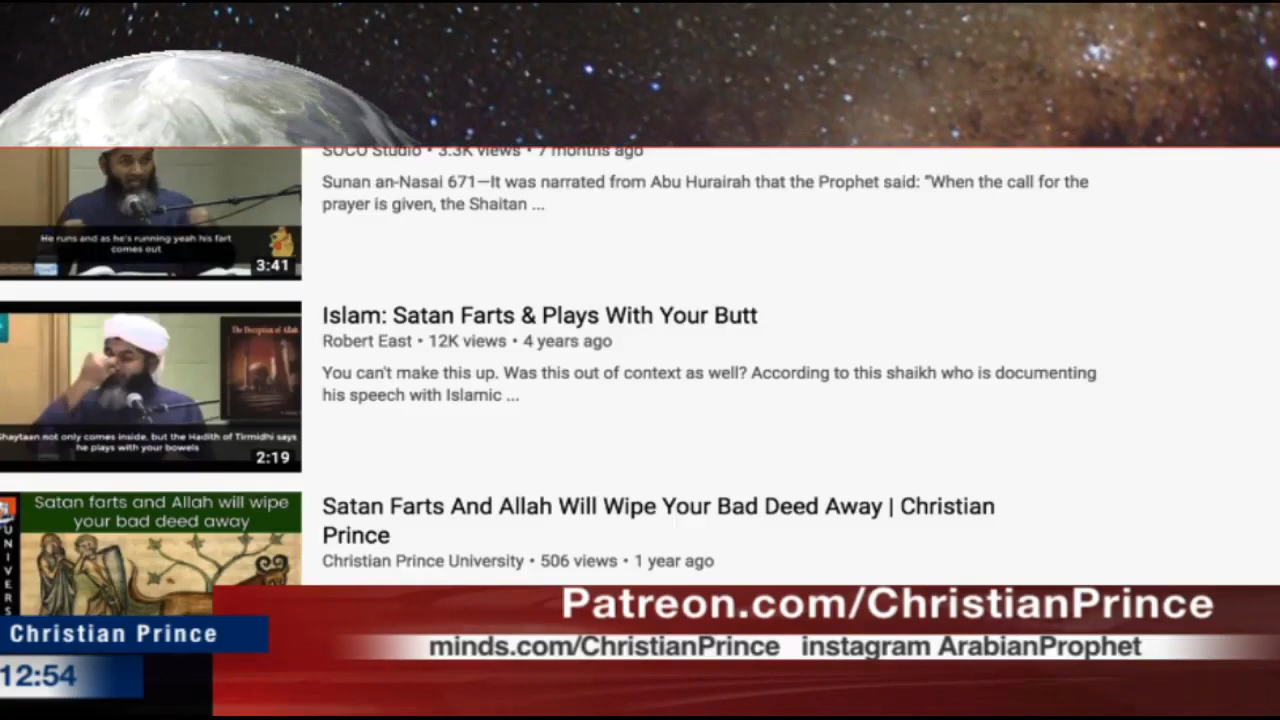 SOCO Studio • 3.3K views • 7 months ago
Sunan an-Nasai 671—It was narrated from Abu Hurairah that the Prophet said: “When the call for the
prayer is given, the Shaitan ...
He runs and as he's running yeah his fart
comes out
3:41
Islam: Satan Farts & Plays With Your Butt
Robert East • 12K views • 4 years ago
You can't make this up. Was this out of context as well? According to this shaikh who is documenting
his speech with Islamic ...
The Deception of Allah
Shaytaan not only comes inside, but the Hadith of Tirmidhi says
he plays with your bowels
2:19
Satan farts and Allah will wipe
your bad deed away
UNIVERS
Satan Farts And Allah Will Wipe Your Bad Deed Away | Christian
Prince
Christian Prince University • 506 views • 1 year ago
Patreon.com/ChristianPrince
Christian Prince
minds.com/ChristianPrince instagram ArabianProphet
12:54